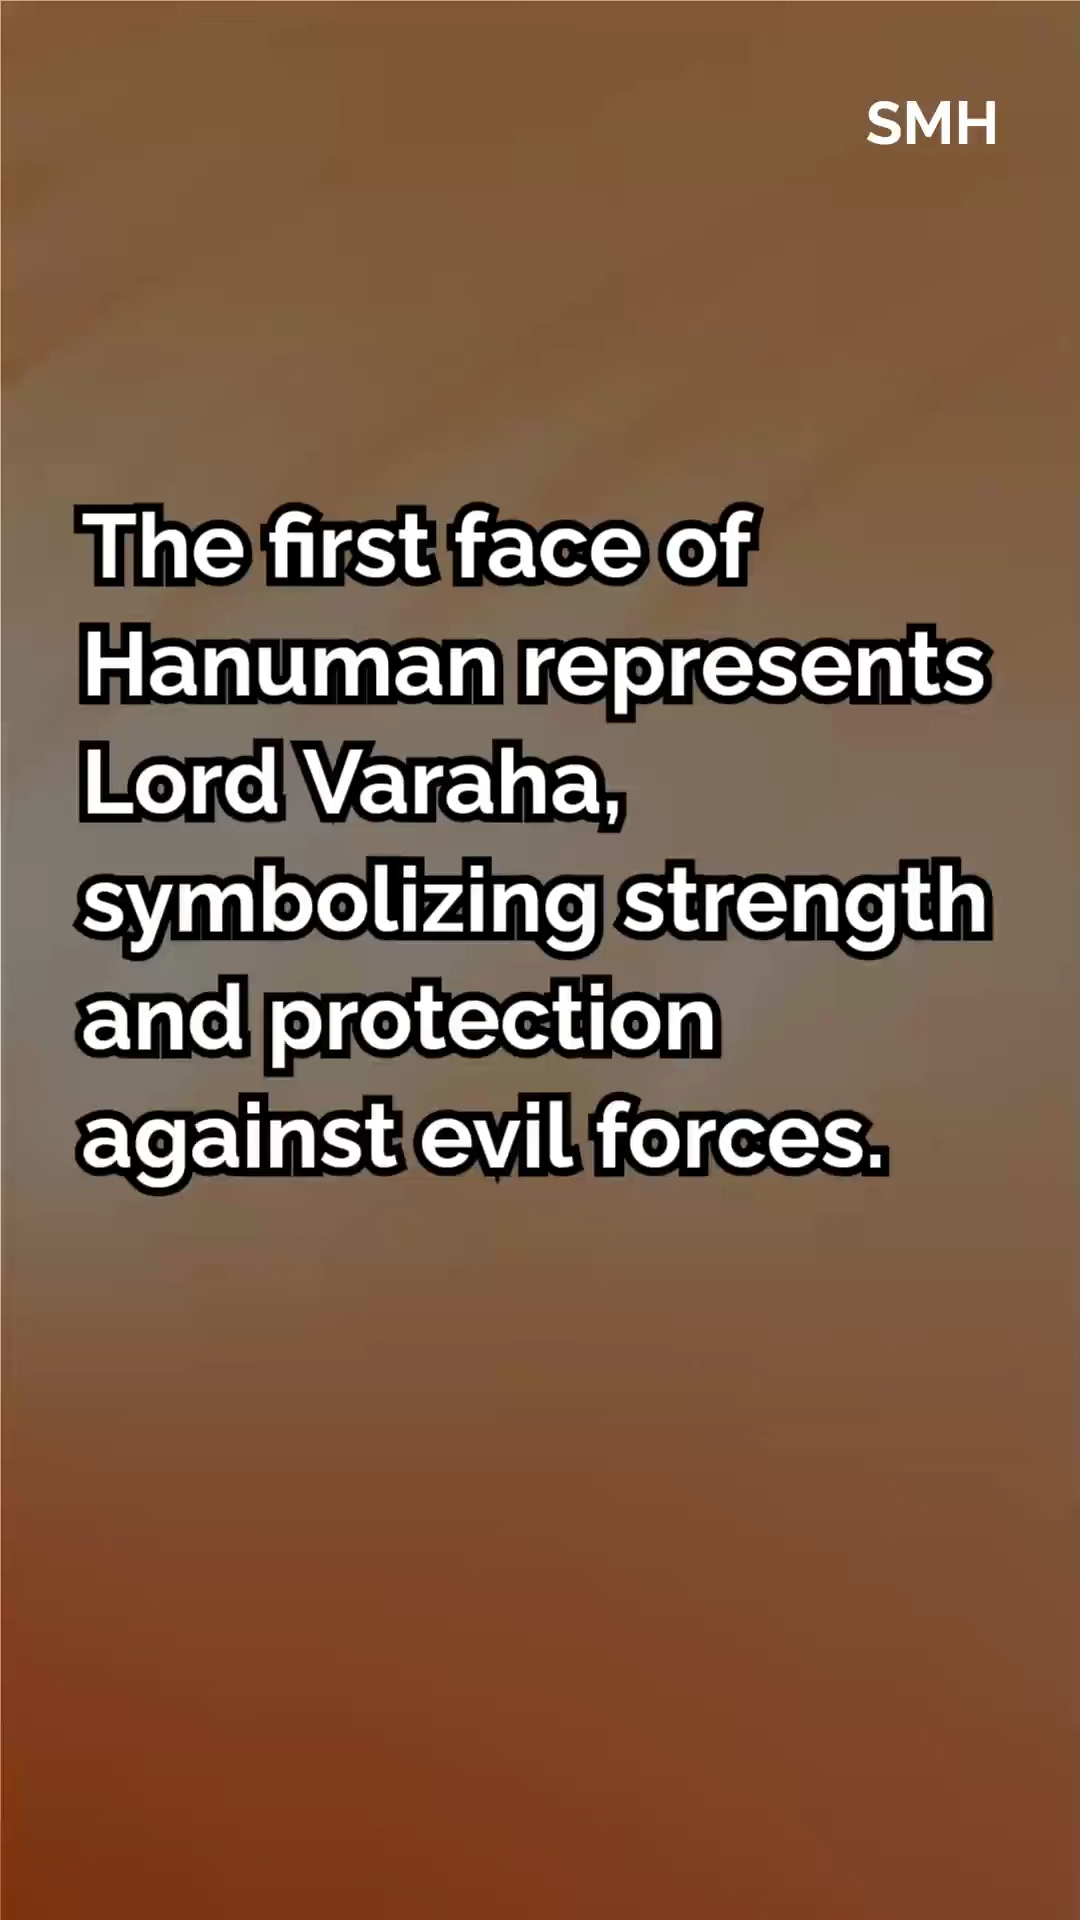 SMH
The first face of
Hanuman represents
Lord Varaha,
symbolizing strength
and protection
against evil forces.